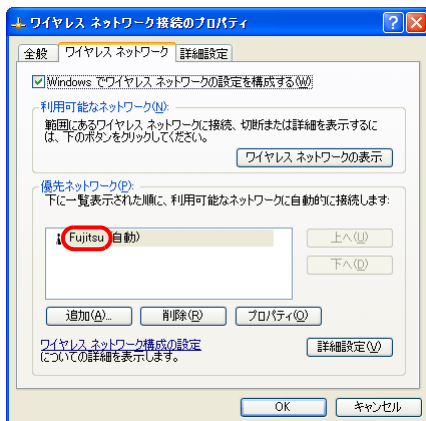 ワイヤレス ネットワーク接続のプロパティ
全般 ワイヤレス ネットワーク 詳細設定
Windows でワイヤレス ネットワークの設定を構成する(W)
利用可能なネットワーク(N):
範囲にあるワイヤレス ネットワークに接続、切断または詳細を表示するに
は、下のボタンをクリックしてください。
ワイヤレス ネットワークの表示
優先ネットワーク(P):
下に一覧表示された順に、利用可能なネットワークに自動的に接続します:
Fujitsu (自動)
上へ(U)
下へ(D)
追加(A)... 削除(R) プロパティ(O)
ワイヤレス ネットワーク構成の設定
についての詳細を表示します。
詳細設定(V)
OK キャンセル